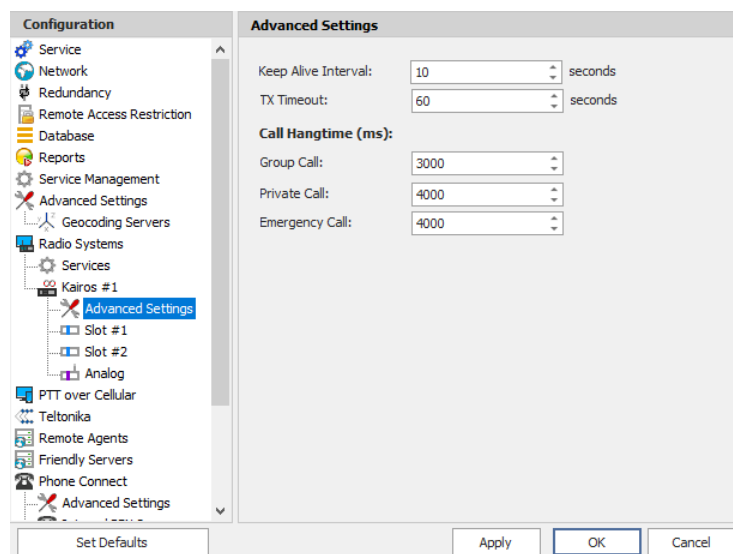 Configuration
Service
Network
Redundancy
Remote Access Restriction
Database
Reports
Service Management
Advanced Settings
Geocoding Servers
Radio Systems
Services
Kairos #1
Advanced Settings
Slot #1
Slot #2
Analog
PTT over Cellular
Teltonika
Remote Agents
Friendly Servers
Phone Connect
Advanced Settings
Advanced Settings
Keep Alive Interval: 10 seconds
TX Timeout: 60 seconds
Call Hangtime (ms):
Group Call: 3000
Private Call: 4000
Emergency Call: 4000
Set Defaults Apply OK Cancel